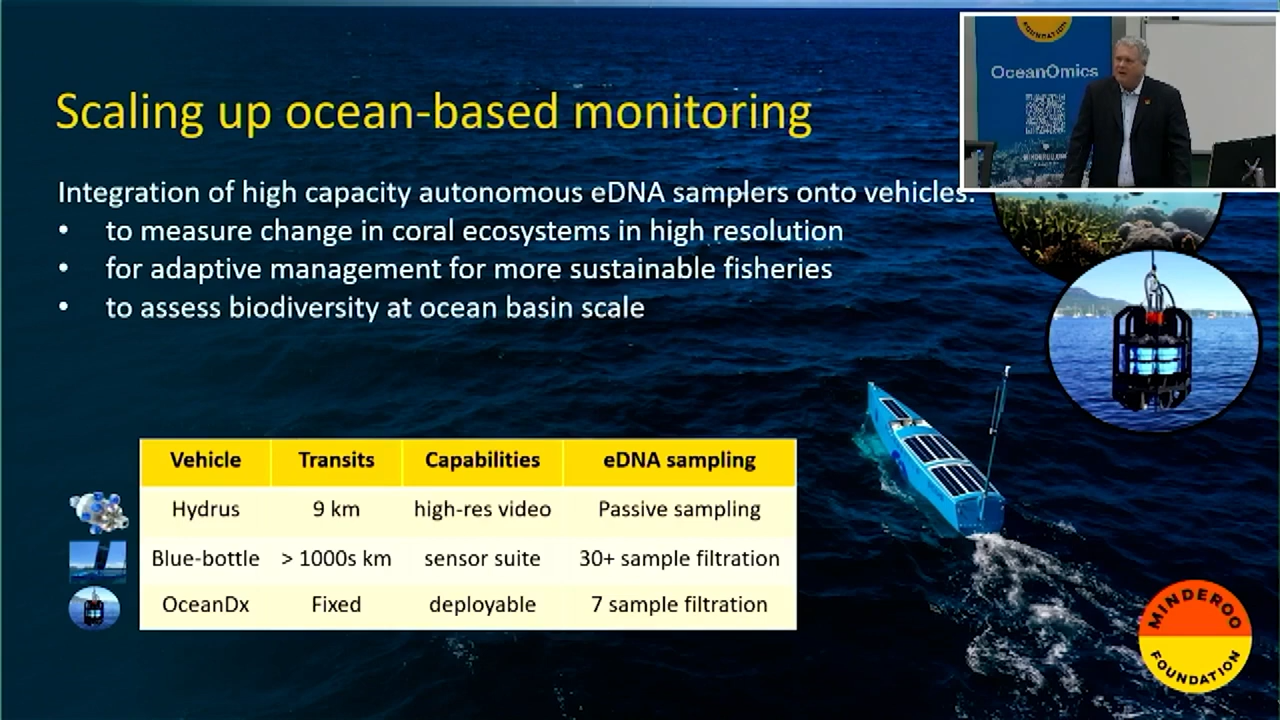 Scaling up ocean-based monitoring
Integration of high capacity autonomous eDNA samplers onto vehicles:
• to measure change in coral ecosystems in high resolution
• for adaptive management for more sustainable fisheries
• to assess biodiversity at ocean basin scale
Vehicle Transits Capabilities eDNA sampling
Hydrus 9 km high-res video Passive sampling
Blue-bottle > 1000s km sensor suite 30+ sample filtration
OceanDx Fixed deployable 7 sample filtration
FOUNDATION
OceanOmics
MINDEROO
FOUNDATION